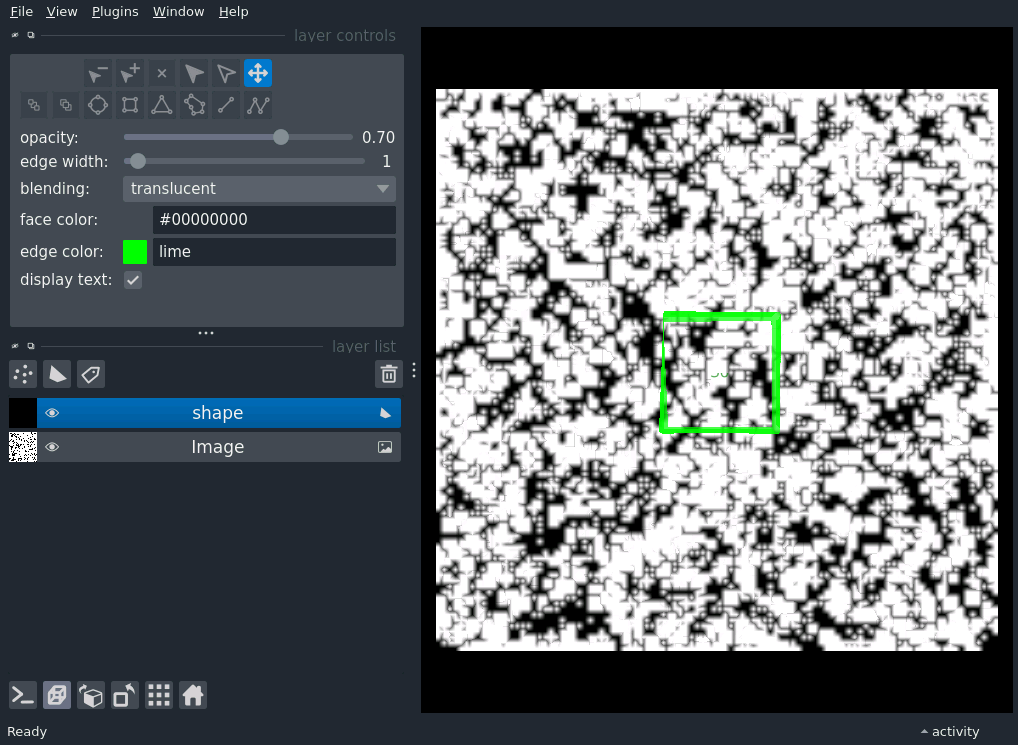 File View Plugins Window Help
layer controls
opacity: 0.70
edge width: 1
blending: translucent
face color: #00000000
edge color: lime
display text:
layer list
shape
Image
Ready
activity